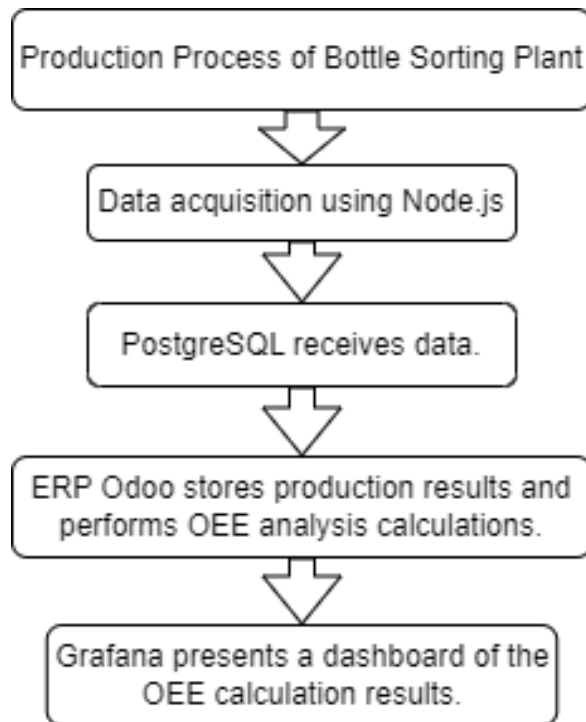 Production Process of Bottle Sorting Plant
Data acquisition using Node.js
PostgreSQL receives data.
ERP Odoo stores production results and
performs OEE analysis calculations.
Grafana presents a dashboard of the
OEE calculation results.